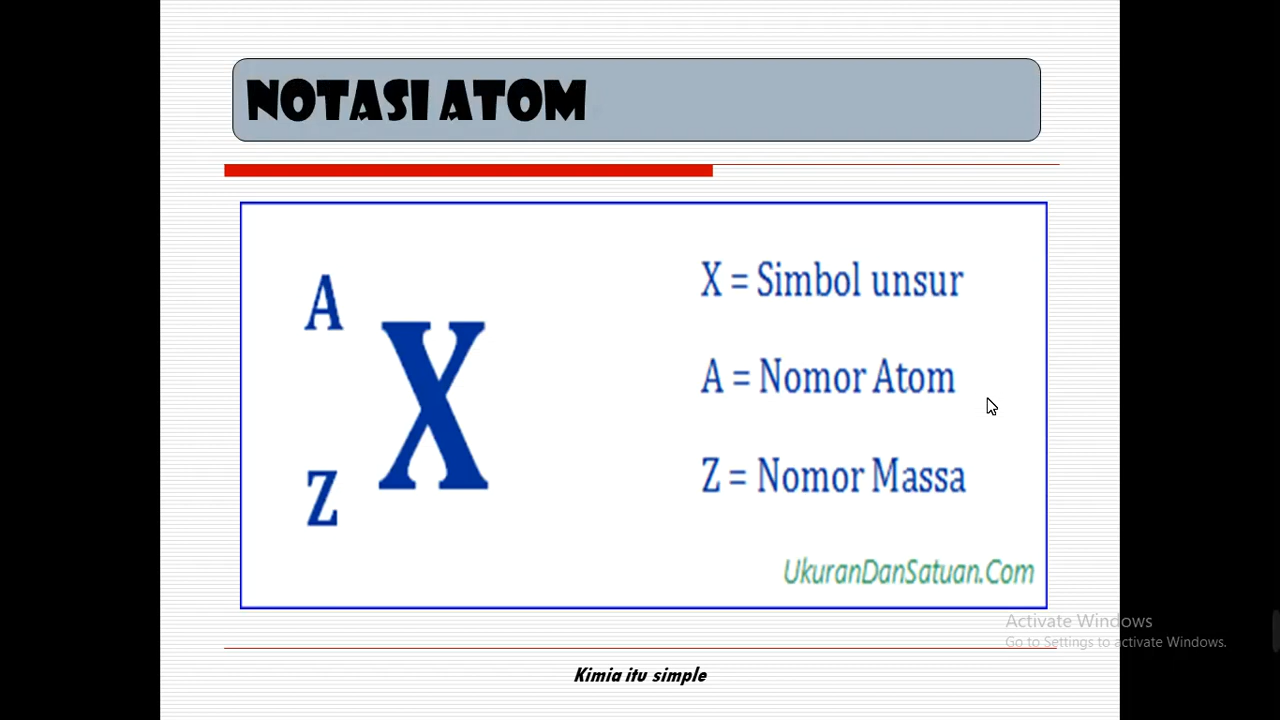 NOTASI ATOM
A
X
Z
X = Simbol unsur
A = Nomor Atom
Z = Nomor Massa
UkuranDanSatuan.Com
Activate Windows
Go to Settings to activate Windows.
Kimia itu simple